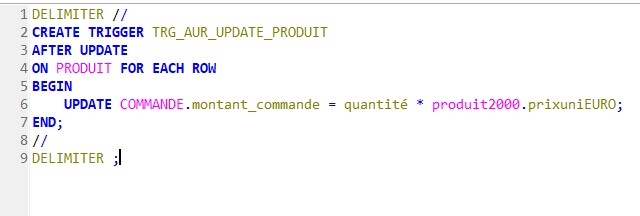 1 DELIMITER //
2 CREATE TRIGGER TRG_AUR_UPDATE_PRODUIT
3 AFTER UPDATE
4 ON PRODUIT FOR EACH ROW
5 BEGIN
6     UPDATE COMMANDE.montant_commande = quantité * produit2000.prixuniEURO;
7 END;
8 //
9 DELIMITER ;